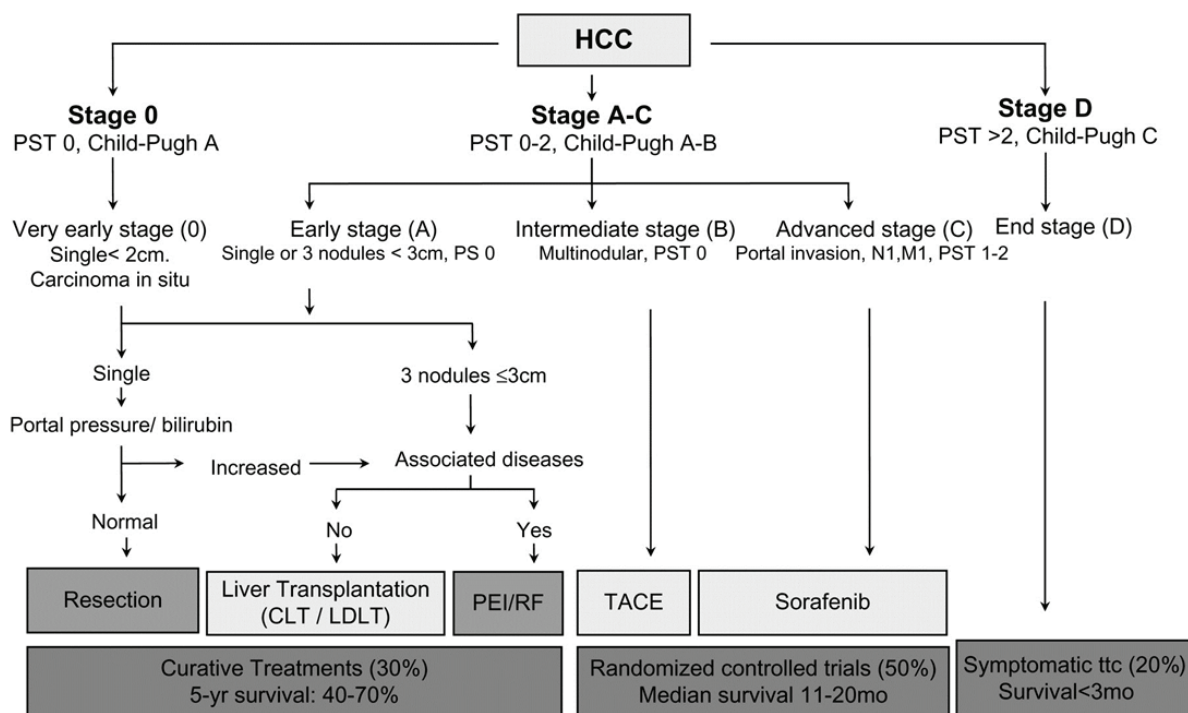 HCC
Stage 0
PST 0, Child-Pugh A
Stage A-C
PST 0-2, Child-Pugh A-B
Stage D
PST >2, Child-Pugh C
Very early stage (0)
Single< 2cm.
Carcinoma in situ
Early stage (A)
Single or 3 nodules < 3cm, PS 0
Intermediate stage (B)
Multinodular, PST 0
Advanced stage (C)
Portal invasion, N1,M1, PST 1-2
End stage (D)
Single
3 nodules ≤3cm
Portal pressure/ bilirubin
Increased
Associated diseases
Normal
No
Yes
Resection
Liver Transplantation
(CLT / LDLT)
PEI/RF
TACE
Sorafenib
Curative Treatments (30%)
5-yr survival: 40-70%
Randomized controlled trials (50%)
Median survival 11-20mo
Symptomatic ttc (20%)
Survival<3mo